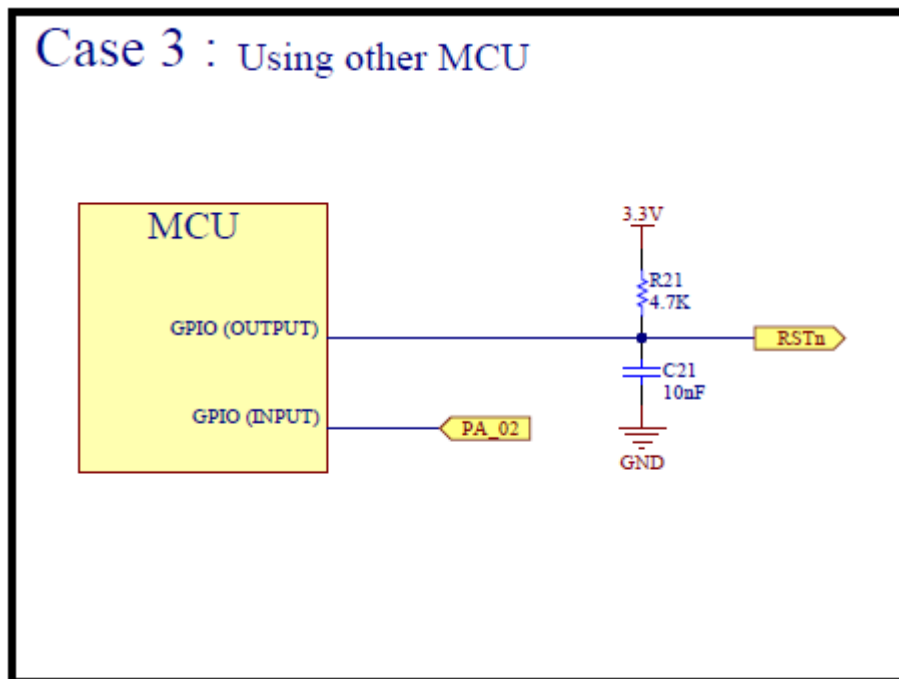 Case 3 : Using other MCU
MCU
3.3V
R21
4.7K
GPIO (OUTPUT)
RSTn
C21
10nF
GPIO (INPUT)
PA_02
GND